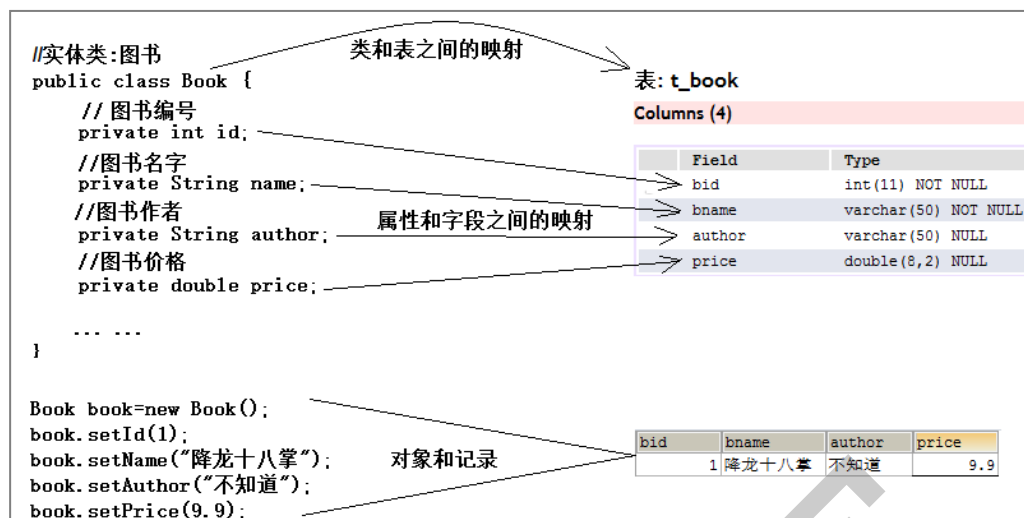 //实体类:图书
类和表之间的映射
public class Book {
表: t_book
// 图书编号
Columns (4)
private int id;
//图书名字
Field Type
private String name;
bid int(11) NOT NULL
//图书作者
bname varchar(50) NOT NULL
属性和字段之间的映射
private String author;
author varchar(50) NULL
//图书价格
price double(8,2) NULL
private double price;
... ...
}
Book book=new Book();
book.setId(1);
bid bname author price
book.setName("降龙十八掌");
对象和记录
1 降龙十八掌 不知道 9.9
book.setAuthor("不知道");
book.setPrice(9.9);